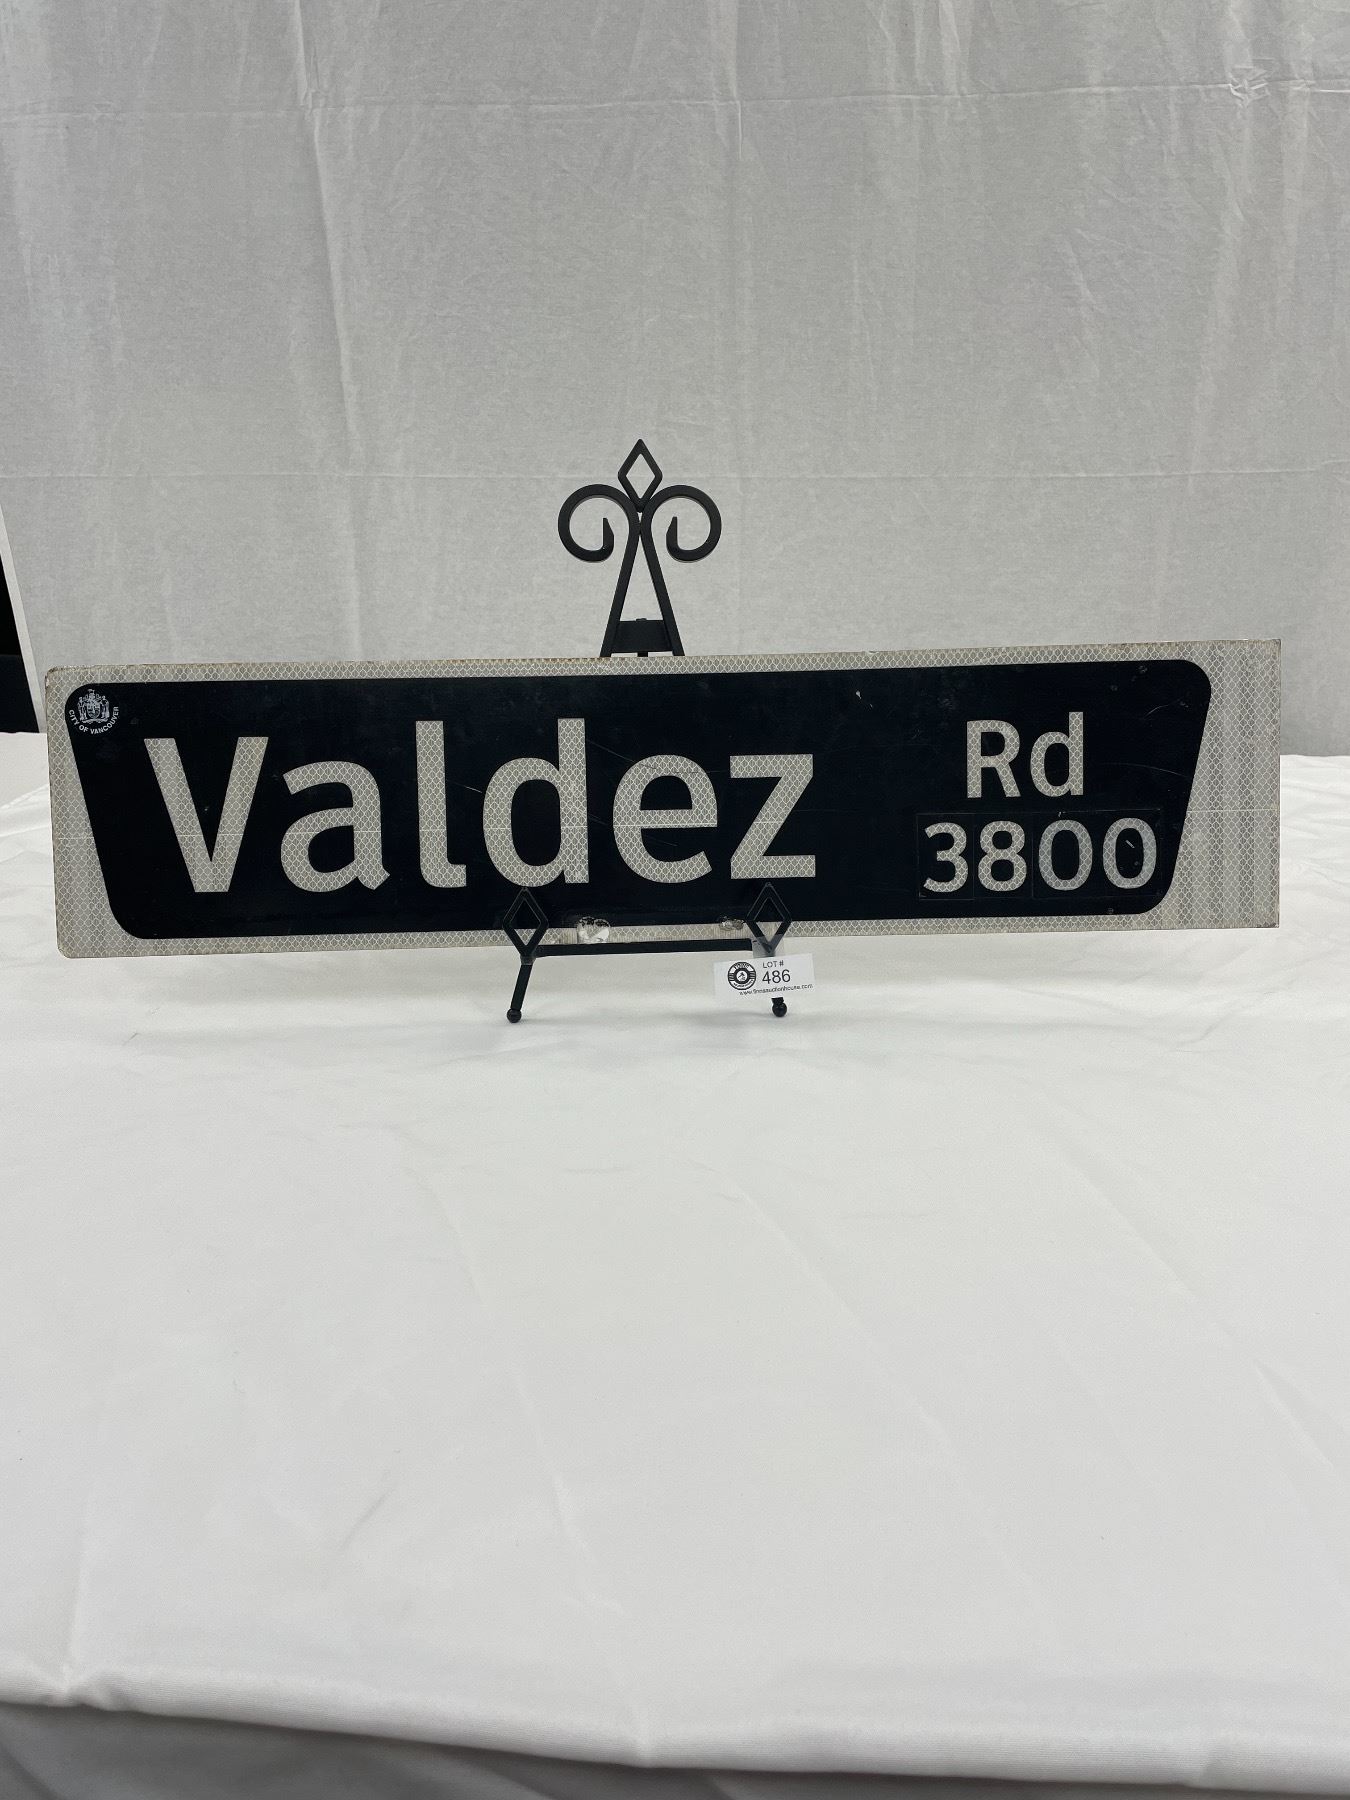 CITY OF VANCOUVER
Valdez Rd
3800
LOT #
486